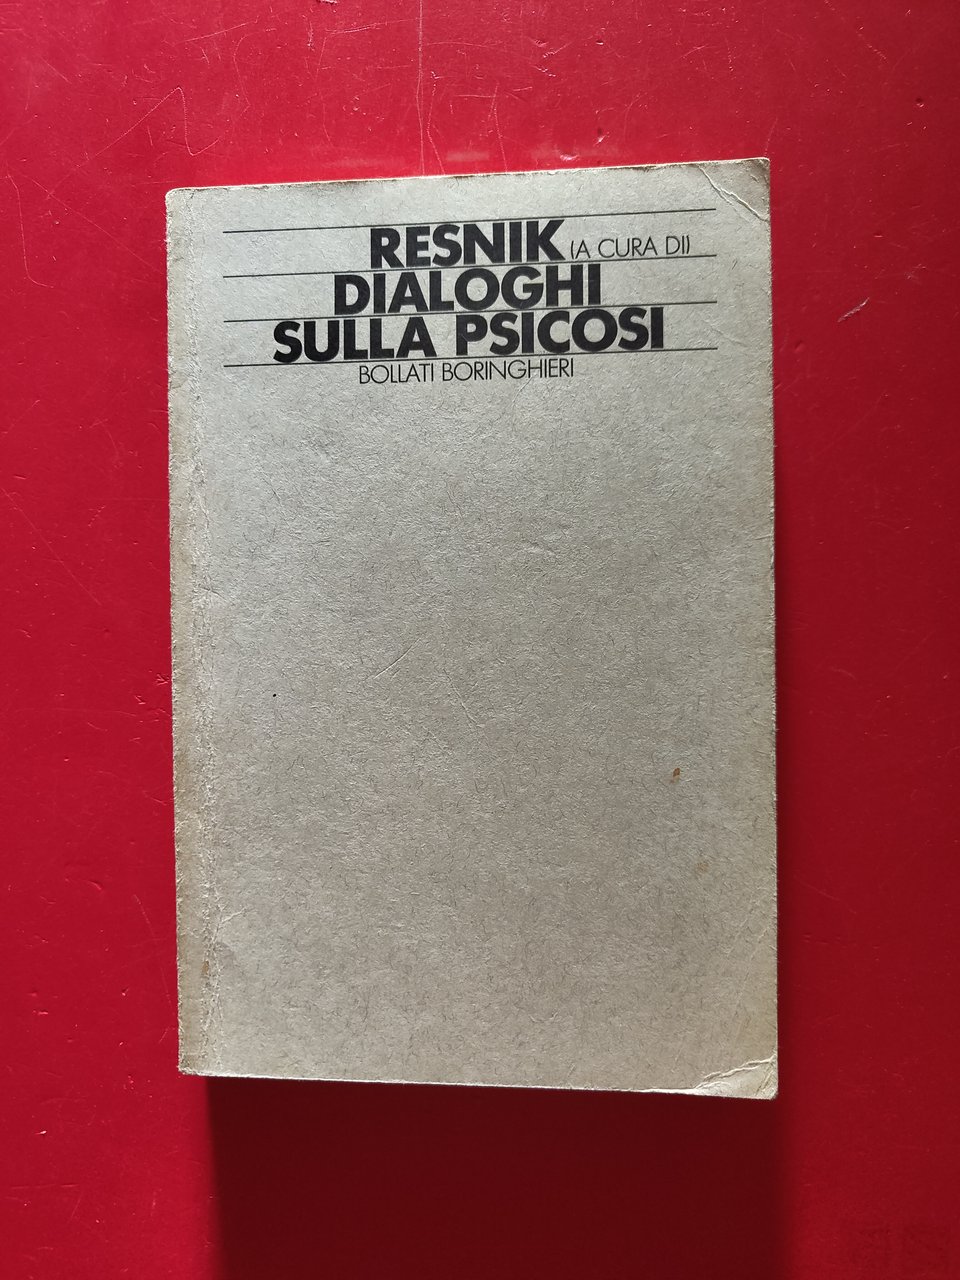 RESNIK (A CURA DI)
DIALOGHI
SULLA PSICOSI
BOLLATI BORINGHIERI